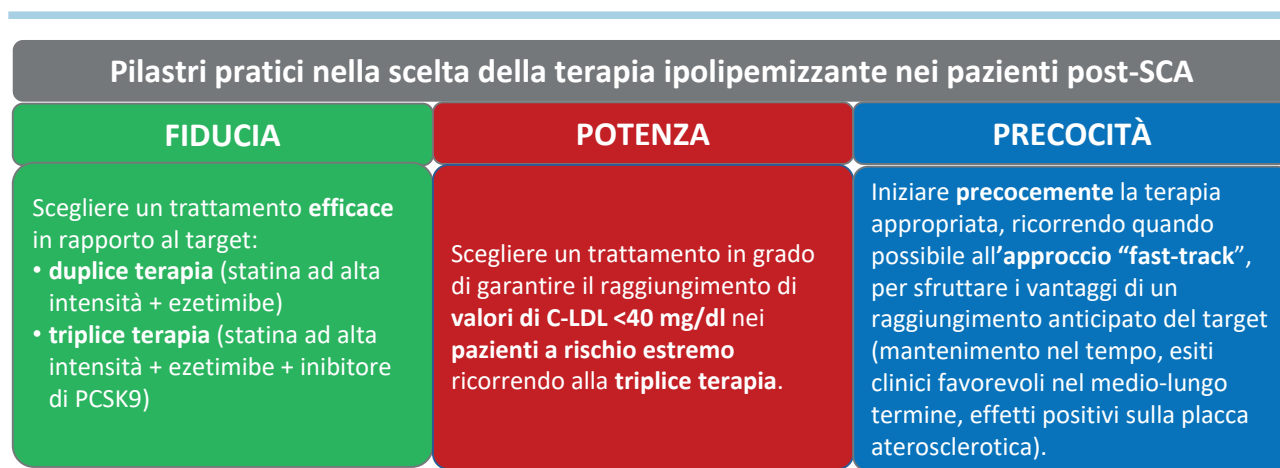 Pilastri pratici nella scelta della terapia ipolipemizzante nei pazienti post-SCA
FIDUCIA
Scegliere un trattamento efficace
in rapporto al target:
• duplice terapia (statina ad alta
intensità + ezetimibe)
• triplice terapia (statina ad alta
intensità + ezetimibe + inibitore
di PCSK9)
POTENZA
Scegliere un trattamento in grado
di garantire il raggiungimento di
valori di C-LDL <40 mg/dl nei
pazienti a rischio estremo
ricorrendo alla triplice terapia.
PRECOCITÀ
Iniziare precocemente la terapia
appropriata, ricorrendo quando
possibile all’approccio “fast-track”,
per sfruttare i vantaggi di un
raggiungimento anticipato del target
(mantenimento nel tempo, esiti
clinici favorevoli nel medio-lungo
termine, effetti positivi sulla placca
aterosclerotica).